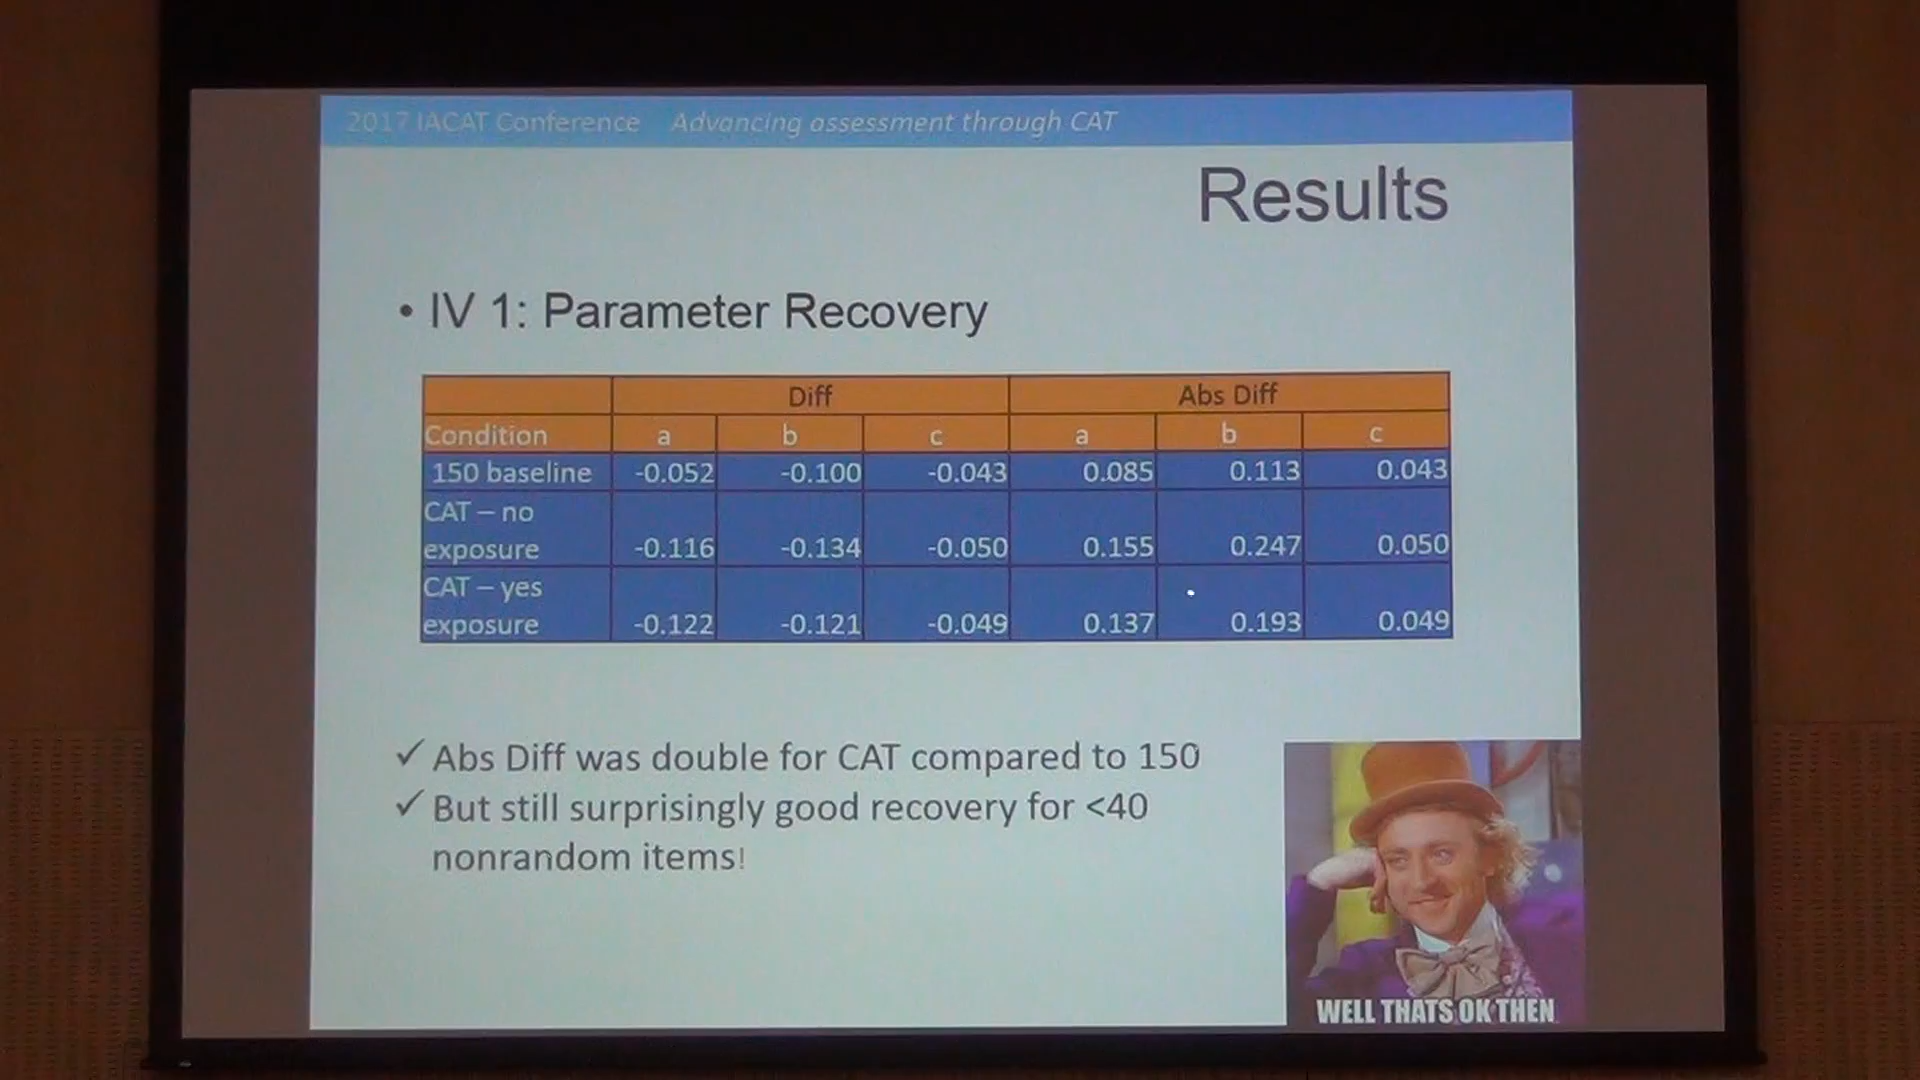 2017 IACAT Conference Advancing assessment through CAT
Results
• IV 1: Parameter Recovery
Diff Abs Diff
Condition a b c a b c
150 baseline -0.052 -0.100 -0.043 0.085 0.113 0.043
CAT – no
exposure -0.116 -0.134 -0.050 0.155 0.247 0.050
CAT – yes
exposure -0.122 -0.121 -0.049 0.137 0.193 0.049
✓ Abs Diff was double for CAT compared to 150
✓ But still surprisingly good recovery for <40
nonrandom items!
WELL THATS OK THEN